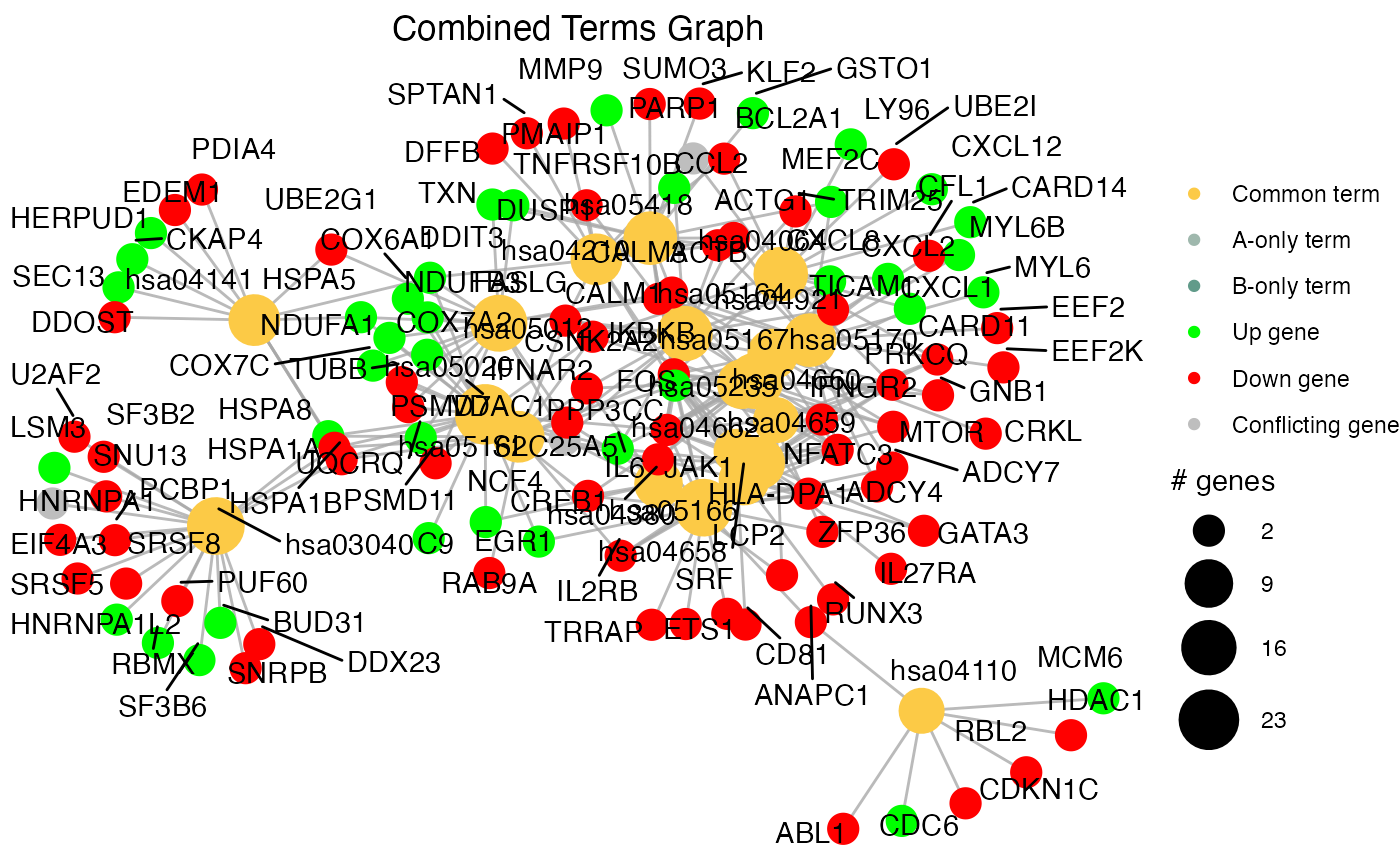 Combined Terms Graph
MMP9
SUMO3
KLF2
GSTO1
SPTAN1
PARP1
BCL2A1
LY96
UBE2I
PMAIP1
DFFB
TNFRSF10B
CCL2
MEF2C
CXCL12
PDIA4
EDEM1
UBE2G1
TXN
DUSP1
hsa05418
ACTG1
TRIM25
CFL1
CARD14
HERPUD1
CKAP4
COX6A1
DDIT3
hsa04210
CALM3
ACTB
hsa04064
CXCL8
CXCL2
MYL6B
SEC13
hsa04141
HSPA5
NDUFB3
FASLG
CALM1
hsa05164
hsa04921
TICAM1
CXCL1
MYL6
DDOST
NDUFA1
COX7A2
hsa05012
CSNK2A2
IKBKB
hsa05167
hsa05170
CARD11
EEF2
COX7C
TUBB
hsa05020
IFNAR2
FOS
hsa05235
hsa04660
IFNGR2
PRKCQ
EEF2K
GNB1
U2AF2
SF3B2
HSPA8
PSMD7
VDAC1
PPP3CC
hsa04662
hsa04659
MTOR
CRKL
LSM3
SNU13
HSPA1A
UQCRQ
SLC25A5
IL6
JAK1
NFATC3
ADCY7
HNRNPA1
PCBP1
HSPA1B
PSMD11
NCF4
CREB1
hsa04380
hsa05166
HLA-DPA1
ADCY4
EIF4A3
SRSF8
hsa03040
C9
EGR1
hsa04658
LCP2
ZFP36
GATA3
SRSF5
PUF60
RAB9A
IL2RB
SRF
IL27RA
HNRNPA1L2
BUD31
TRRAP
ETS1
RUNX3
RBMX
SNRPB
DDX23
CD81
SF3B6
ANAPC1
hsa04110
MCM6
HDAC1
RBL2
CDKN1C
ABL1
CDC6
Common term
A-only term
B-only term
Up gene
Down gene
Conflicting gene
# genes
2
9
16
23